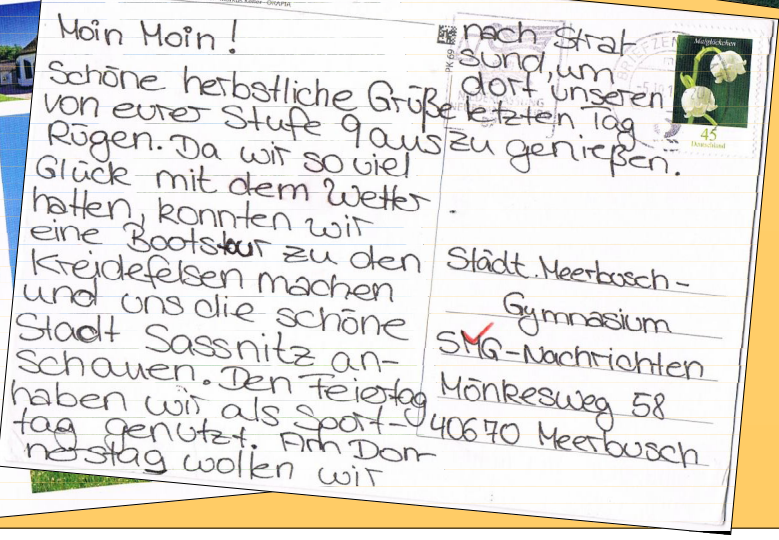 Moin Moin!
Schöne herbstliche Grüße
von eurer Stufe 9 aus
Rügen. Da wir so viel
Glück mit dem Wetter
hatten, konnten wir
eine Bootstour zu den
Kreidefelsen machen
und uns die schöne
Stadt Sassnitz an-
schauen. Den Feiertag
haben wir als Sport-
tag genutzt. Am Don-
nerstag wollen wir
nach Stral
sund, um
dort unseren
letzten Tag
zu genießen.
PK 69
BRIEFZEN
Maiglöckchen
45
Deutschland
Städt. Meerbusch-
Gymnasium
SMG-Nachrichten
Mönkesweg 58
40670 Meerbusch